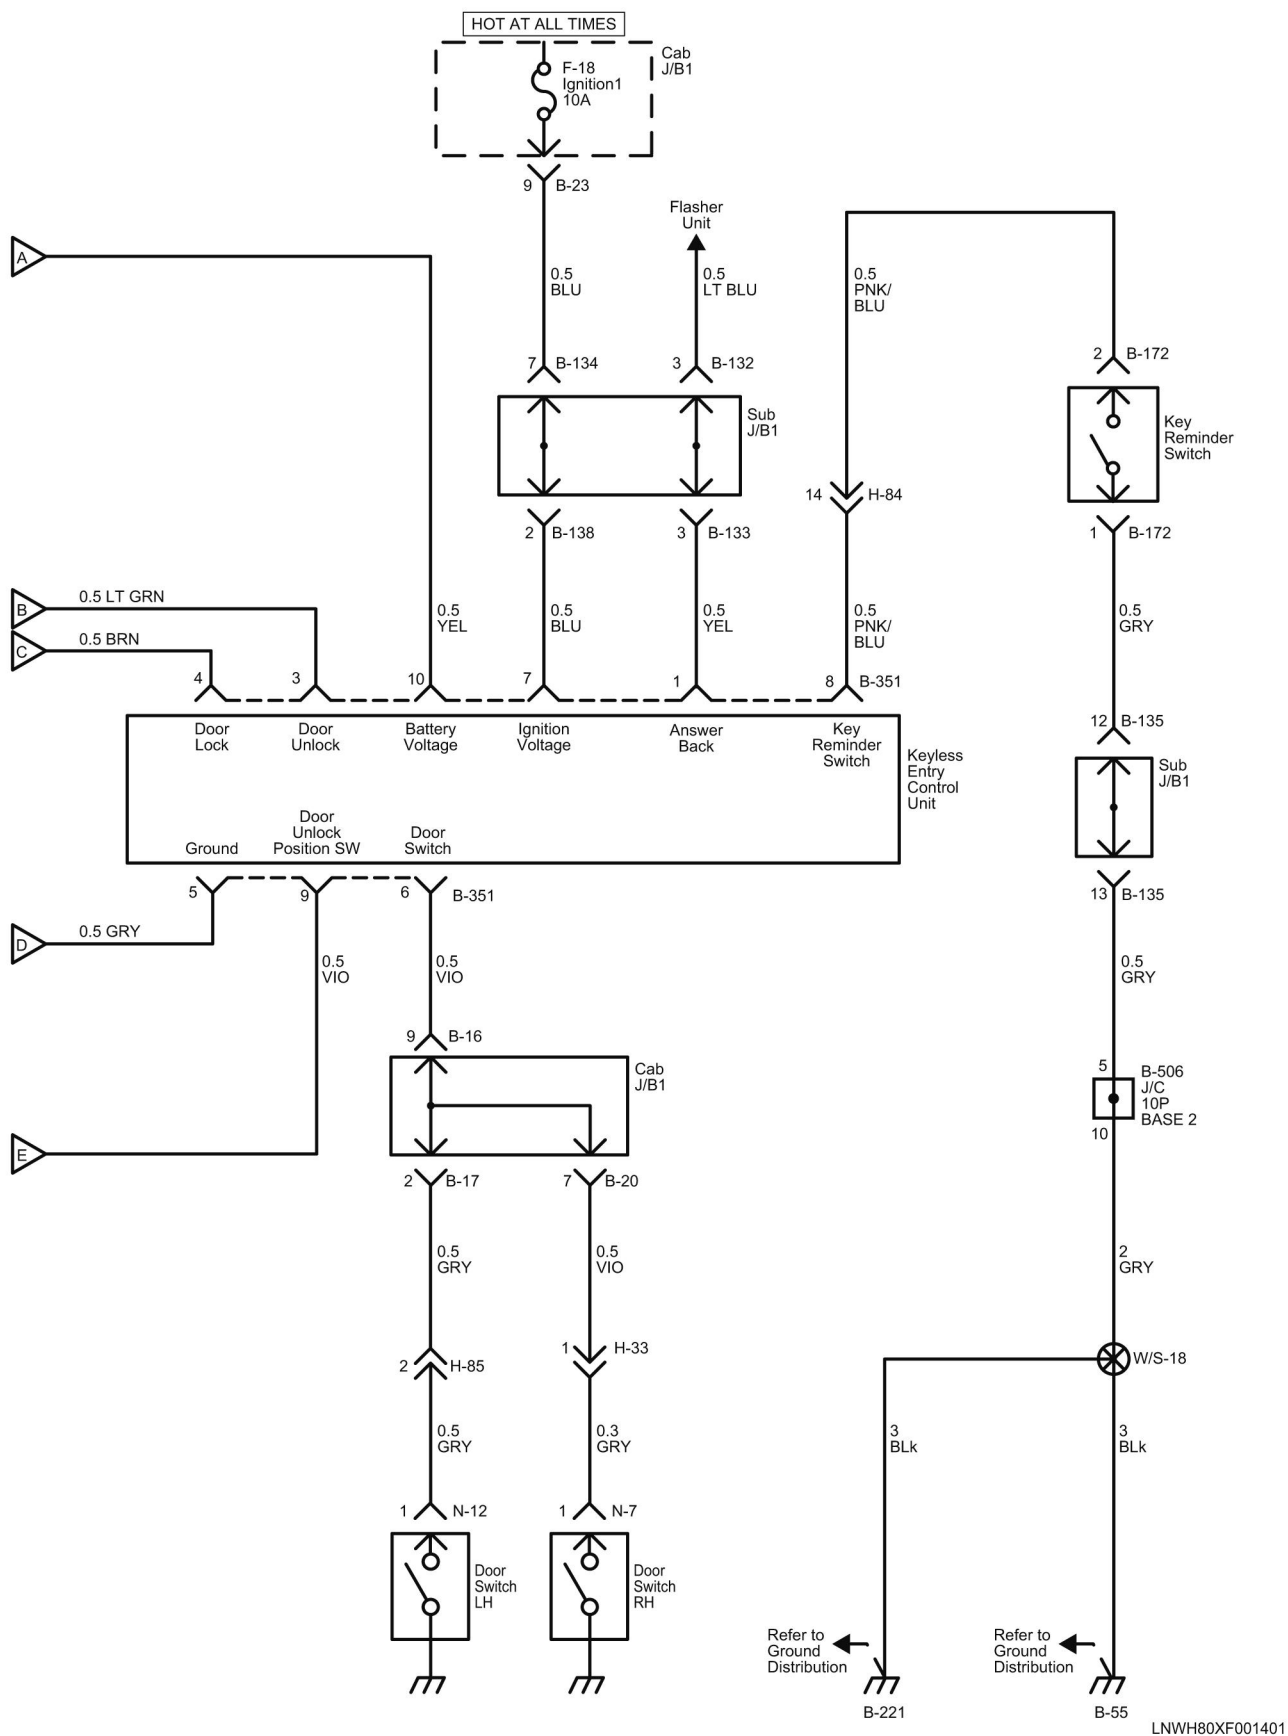 HOT AT ALL TIMES
Cab
J/B1
F-18
Ignition1
10A
9
B-23
Flasher
Unit
A
0.5
BLU
0.5
LT BLU
0.5
PNK/
BLU
7
B-134
3
B-132
2
B-172
Sub
J/B1
Key
Reminder
Switch
14
H-84
2
B-138
3
B-133
1
B-172
B
0.5 LT GRN
C
0.5 BRN
0.5
YEL
0.5
BLU
0.5
YEL
0.5
PNK/
BLU
0.5
GRY
4
3
10
7
1
8
B-351
12
B-135
Door
Lock
Door
Unlock
Battery
Voltage
Ignition
Voltage
Answer
Back
Key
Reminder
Switch
Keyless
Entry
Control
Unit
Sub
J/B1
Ground
Door
Unlock
Position SW
Door
Switch
5
9
6
B-351
13
B-135
D
0.5 GRY
0.5
VIO
0.5
VIO
0.5
GRY
9
B-16
Cab
J/B1
5
B-506
J/C
10P
BASE 2
10
E
2
B-17
7
B-20
0.5
GRY
0.5
VIO
2
GRY
2
H-85
1
H-33
W/S-18
0.5
GRY
0.3
GRY
3
BLk
3
BLk
1
N-12
1
N-7
Door
Switch
LH
Door
Switch
RH
Refer to
Ground
Distribution
Refer to
Ground
Distribution
B-221
B-55
LNWH80XF001401